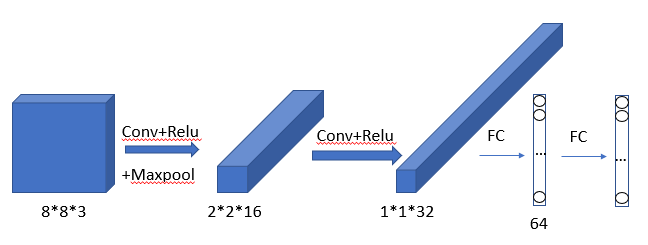 Conv+Relu
+Maxpool
Conv+Relu
FC
FC
...
...
8*8*3
2*2*16
1*1*32
64